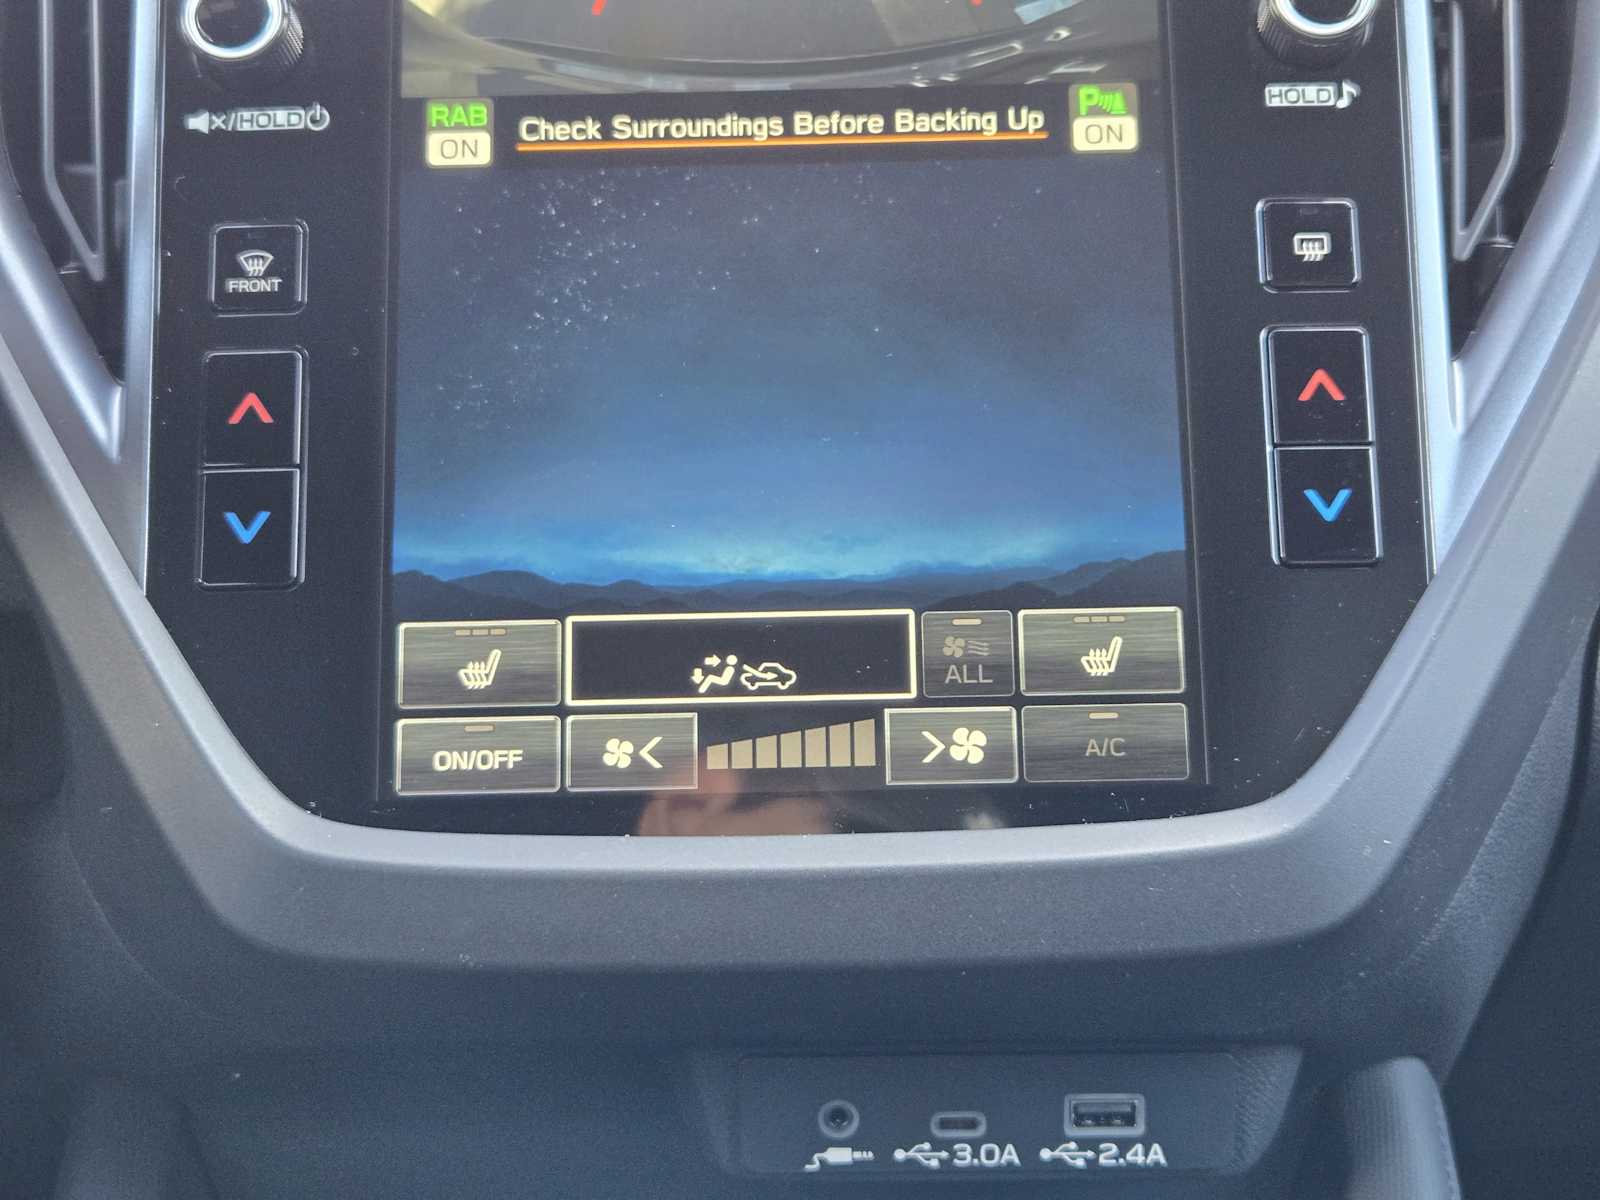 HOLD
HOLD
RAB
ON
Check Surroundings Before Backing Up
P
ON
FRONT
ALL
ON/OFF
A/C
3.0A
2.4A